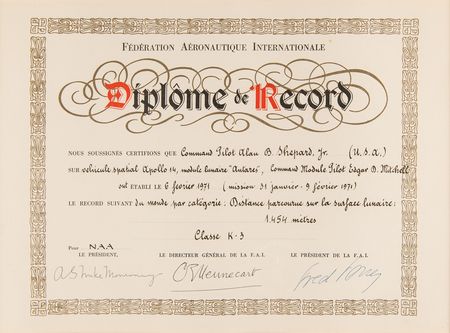 FÉDÉRATION AÉRONAUTIQUE INTERNATIONALE
Diplôme de Record
NOUS SOUSSIGNES CERTIFIONS QUE Command Pilot Alan B. Shepard, Jr. (U.S.A.)
SUR véhicule spatial Apollo 14, module lunaire "Antares", Command Module Pilot Edgar D. Mitchell
ont ÉTABLI LE 6 février 1971 (mission 31 janvier - 9 février 1971)
LE RECORD SUIVANT du monde par catégorie: Distance parcourue sur la surface lunaire:
1.454 mètres
Classe K-3
Pour NAA
LE PRÉSIDENT, LE DIRECTEUR GÉNÉRAL DE LA F.A.I. LE PRÉSIDENT DE LA F.A.I.